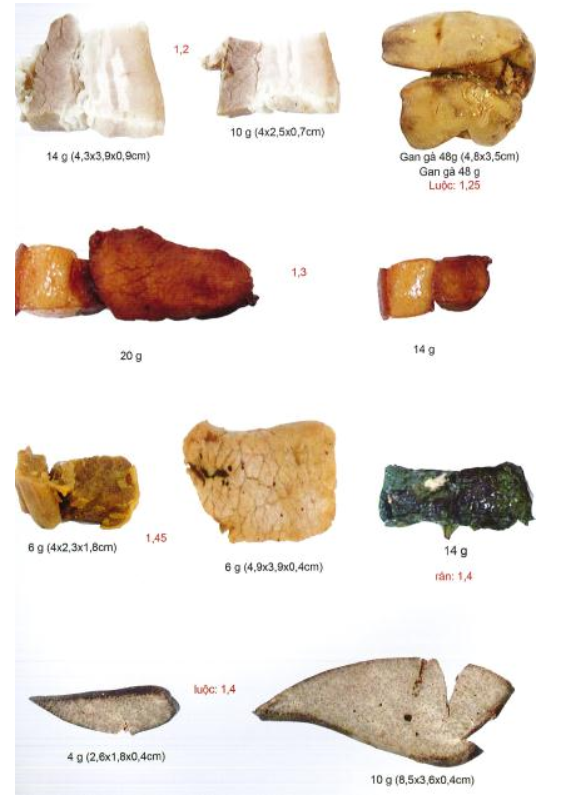 1,2
14 g (4,3x3,9x0,9cm)
10 g (4x2,5x0,7cm)
Gan gà 48g (4,8x3,5cm)
Gan gà 48 g
Luộc: 1,25
1,3
20 g
14 g
6 g (4x2,3x1,8cm)
1,45
6 g (4,9x3,9x0,4cm)
14 g
rán: 1,4
luộc: 1,4
4 g (2,6x1,8x0,4cm)
10 g (8,5x3,6x0,4cm)